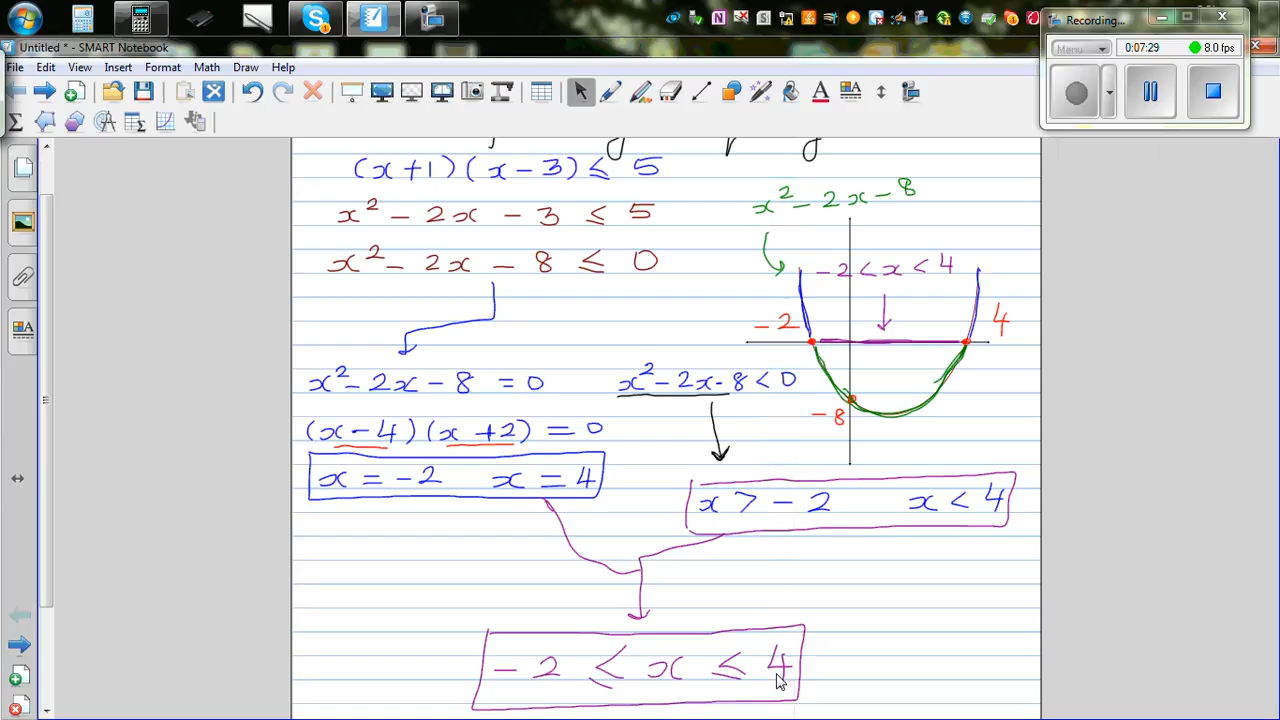 Recording...
Menu
0:07:29
8.0 fps
Untitled * - SMART Notebook
File Edit View Insert Format Math Draw Help
(x+1)(x-3) ≤ 5
x² - 2x - 3 ≤ 5
x² - 2x - 8 ≤ 0
x² - 2x - 8
-2 < x < 4
-2
4
-8
x² - 2x - 8 = 0
x² - 2x - 8 < 0
(x-4)(x+2) = 0
x = -2 x = 4
x > -2 x < 4
-2 ≤ x ≤ 4